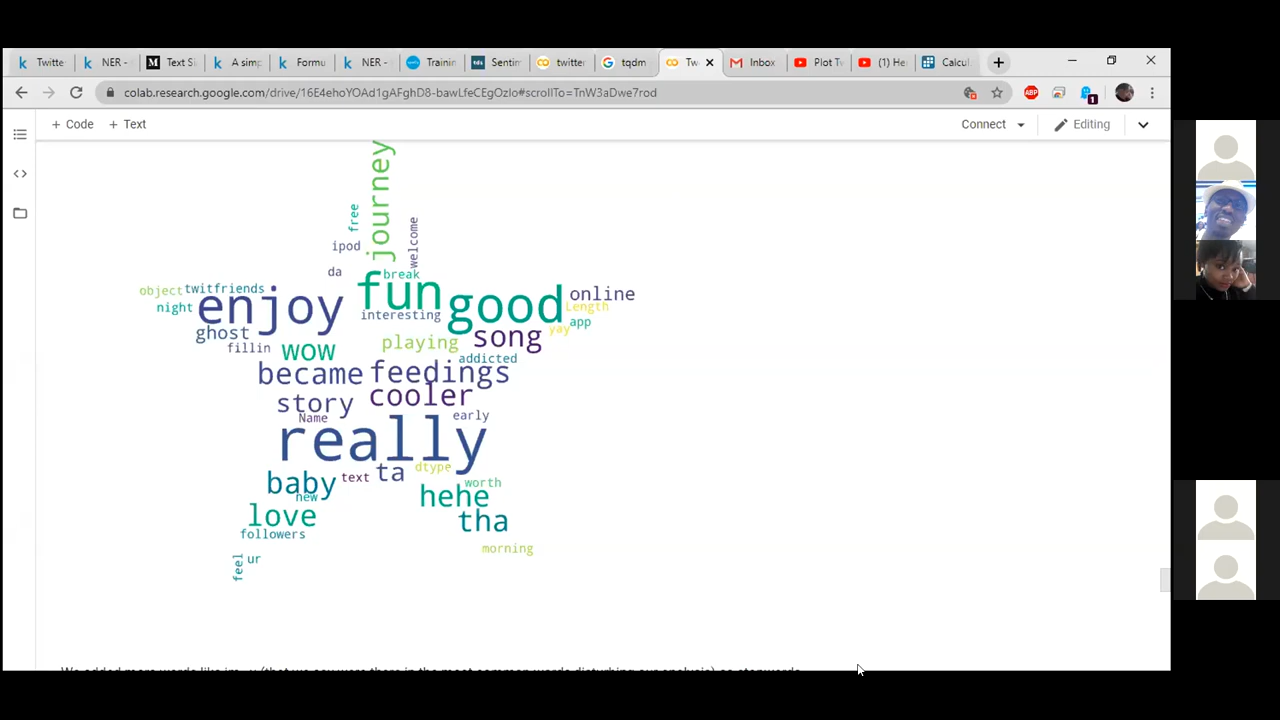 Twitte
NER -
Text Si
A simp
Formu
NER -
Trainin
Sentim
twitter
tqdm
Tw
Inbox
Plot Tw
(1) He
Calcul
colab.research.google.com/drive/16E4ehoYOAd1gAFghD8-bawLfeCEgOzlo#scrollTo=TnW3aDwe7rod
ABP
1
+ Code + Text
Connect
Editing
journey
free
welcome
ipod
da
break
fun
object
twitfriends
enjoy
good
online
night
interesting
Length
app
ghost
song
yay
fillin
wow
playing
addicted
became
feedings
story
cooler
Name
early
really
baby
text
ta
dtype
new
hehe
worth
love
tha
followers
morning
feel
ur